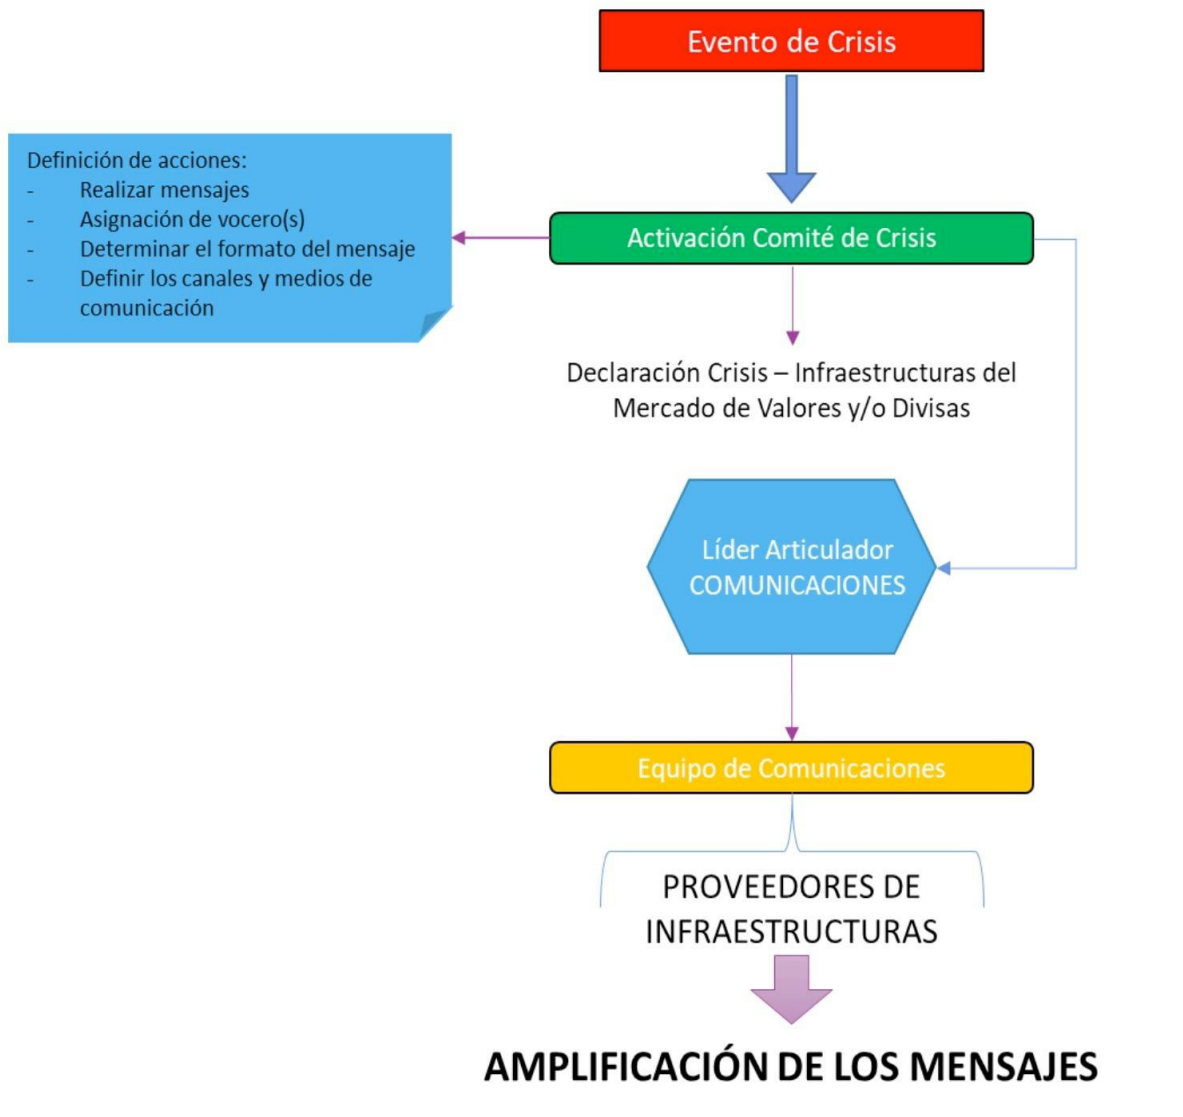 Evento de Crisis
Definición de acciones:
- Realizar mensajes
- Asignación de vocero(s)
- Determinar el formato del mensaje
- Definir los canales y medios de
comunicación
Activación Comité de Crisis
Declaración Crisis – Infraestructuras del
Mercado de Valores y/o Divisas
Líder Articulador
COMUNICACIONES
Equipo de Comunicaciones
PROVEEDORES DE
INFRAESTRUCTURAS
AMPLIFICACIÓN DE LOS MENSAJES